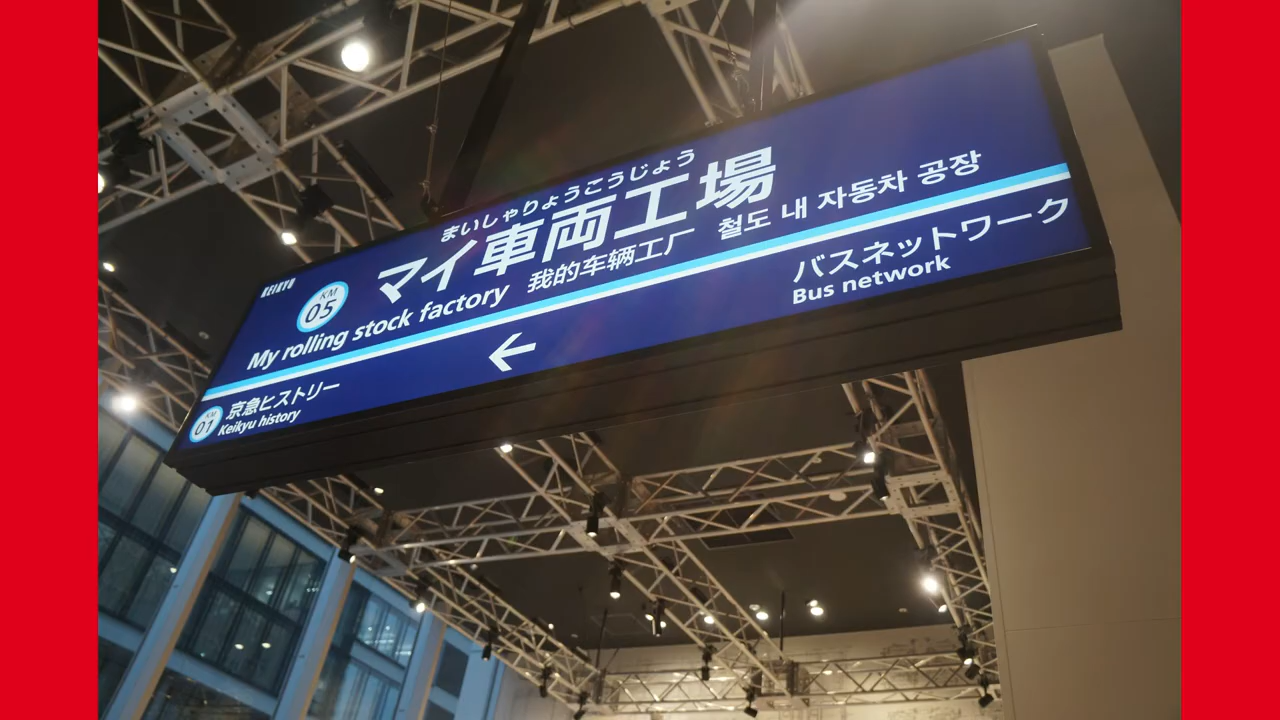 KEIKYU
まいしゃりょうこうじょう
KM 05 マイ車両工場
My rolling stock factory 我的车辆工厂 철도 내 자동차 공장
←
KM 01 京急ヒストリー バスネットワーク
Keikyu history Bus network